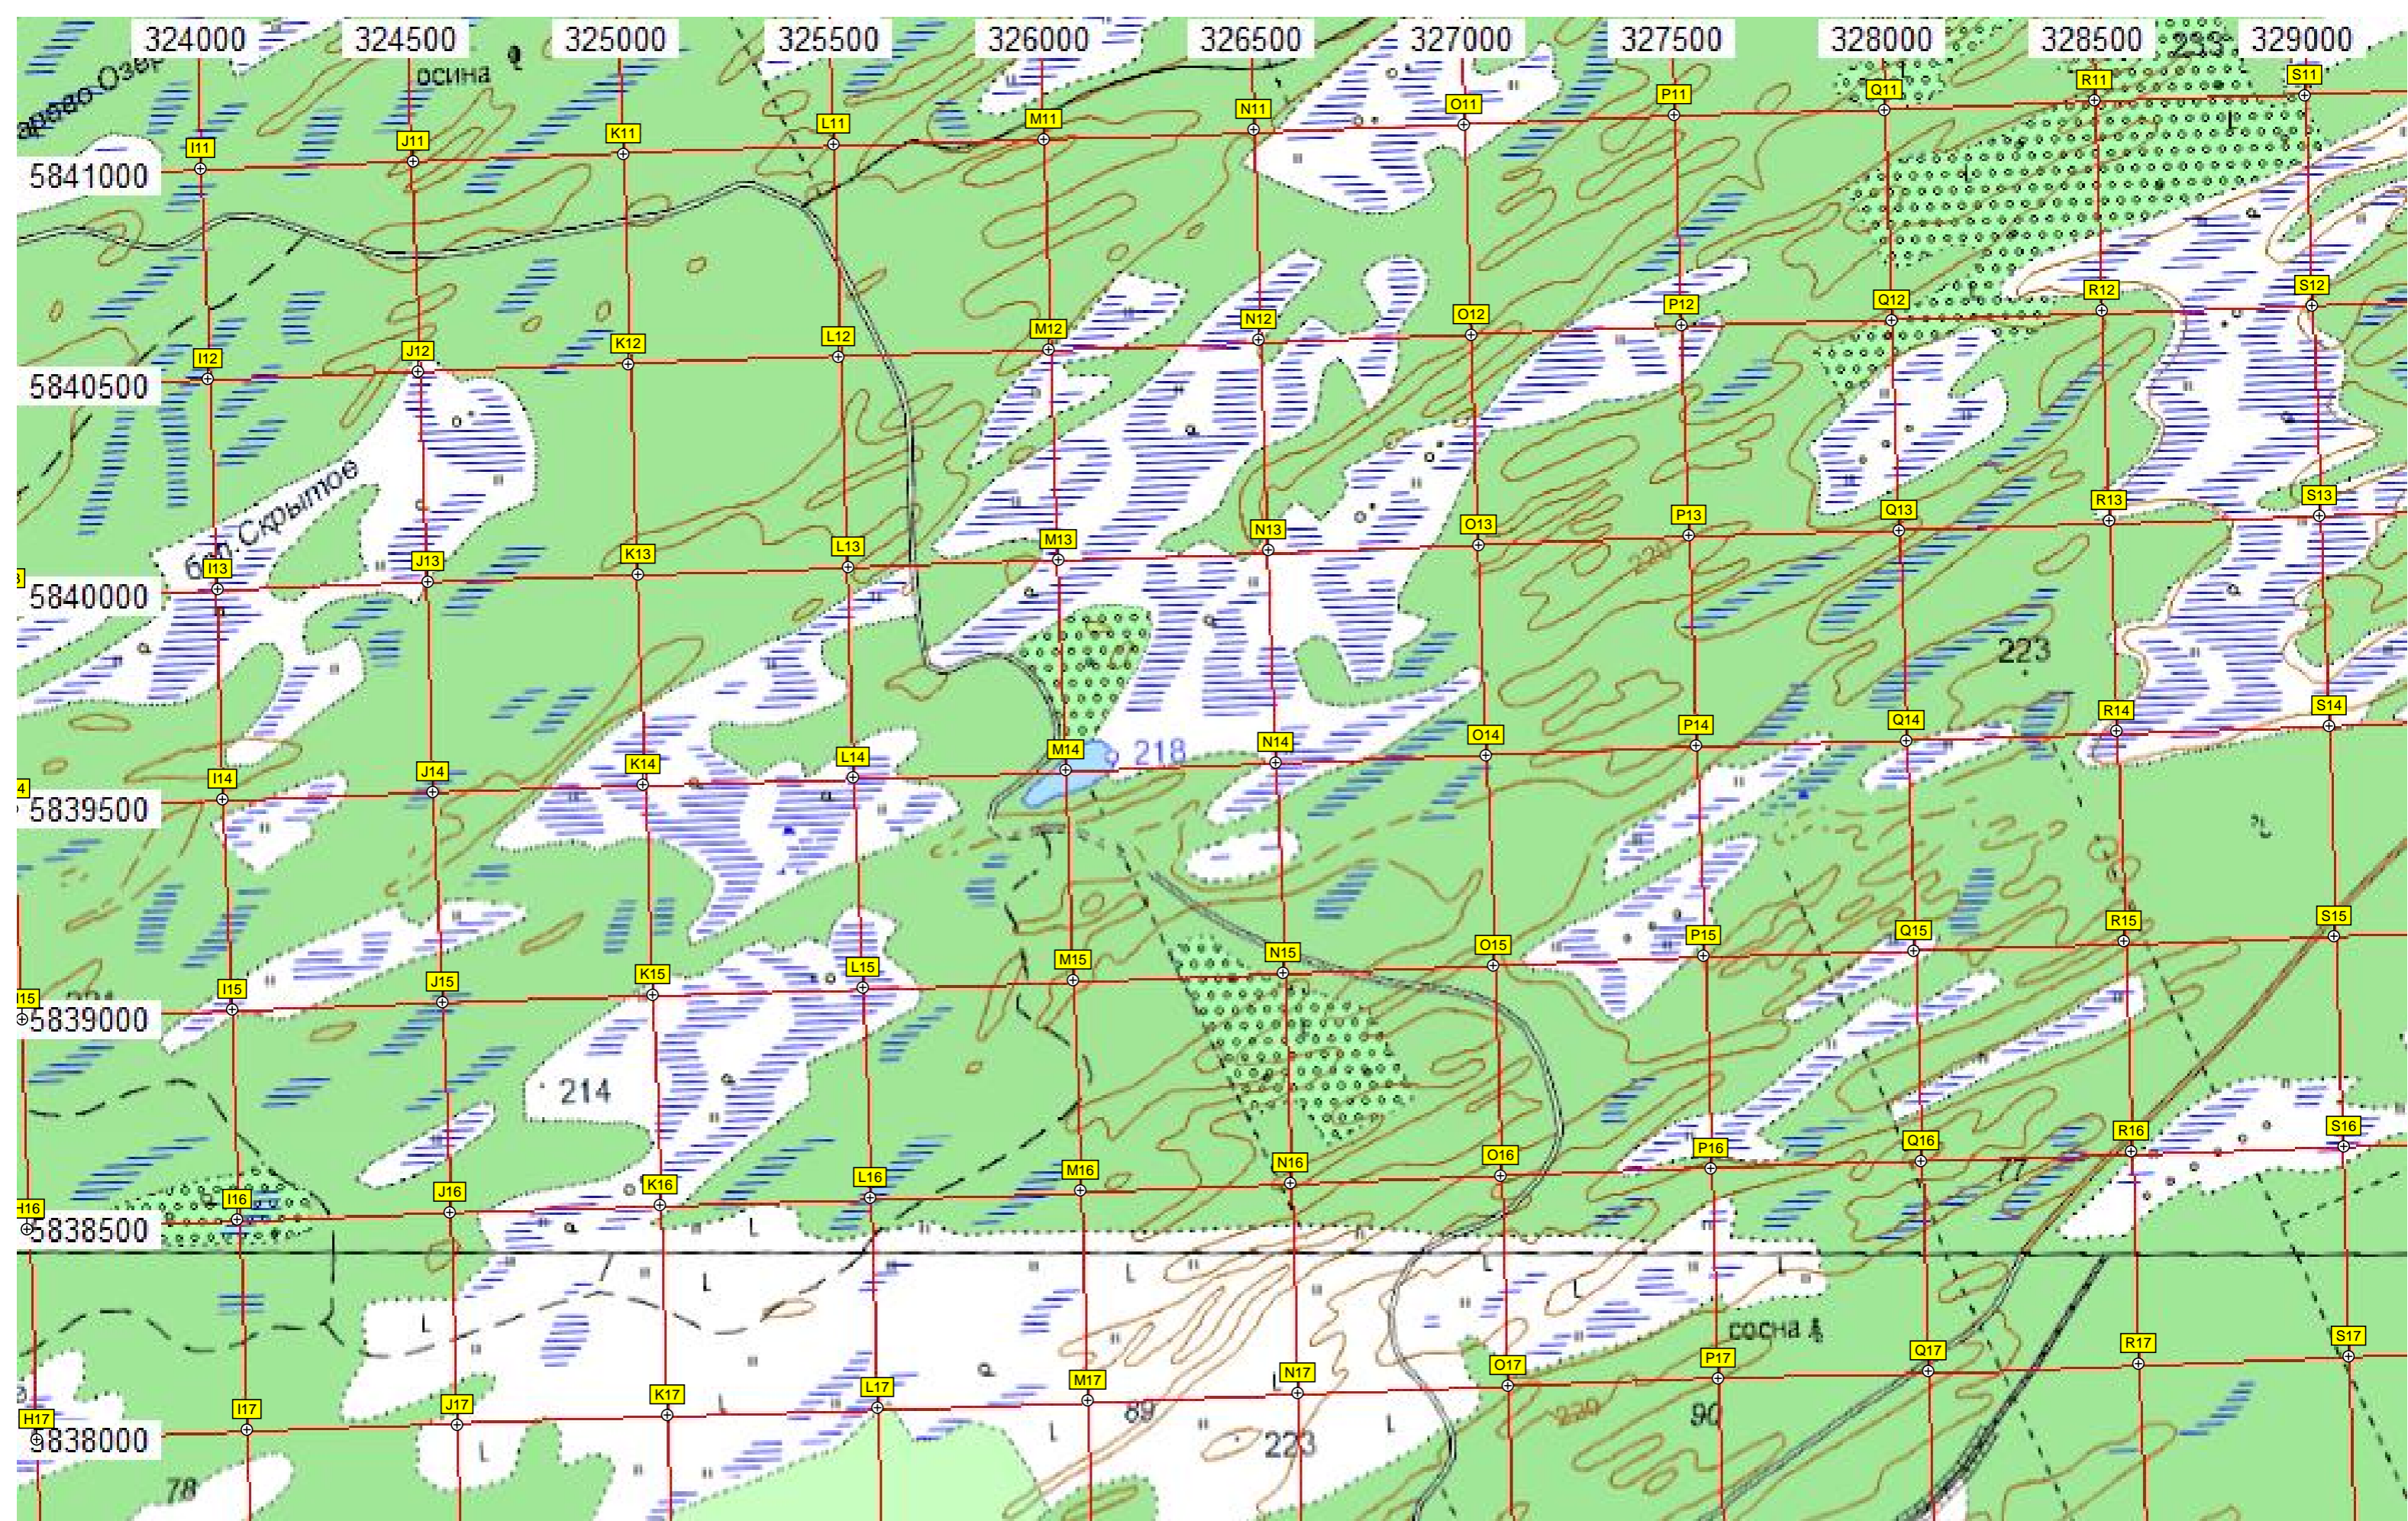 324000 324500 325000 325500 326000 326500 327000 327500 328000 328500 233 329000
осина
I11 J11 K11 L11 M11 N11 O11 P11 Q11 R11 S11
5841000
I12 J12 K12 L12 M12 N12 O12 P12 Q12 R12 S12
5840500
бол. Скрытое
I13 J13 K13 L13 M13 N13 O13 P13 Q13 R13 S13
220
5840000
223
218
I14 J14 K14 L14 M14 N14 O14 P14 Q14 R14 S14
5839500
I15 J15 K15 L15 M15 N15 O15 P15 Q15 R15 S15
5839000
214
77
H16 I16 J16 K16 L16 M16 N16 O16 P16 Q16 R16 S16
5838500
сосна
H17 I17 J17 K17 L17 M17 N17 O17 P17 Q17 R17 S17
89 220 90
5838000
223
78